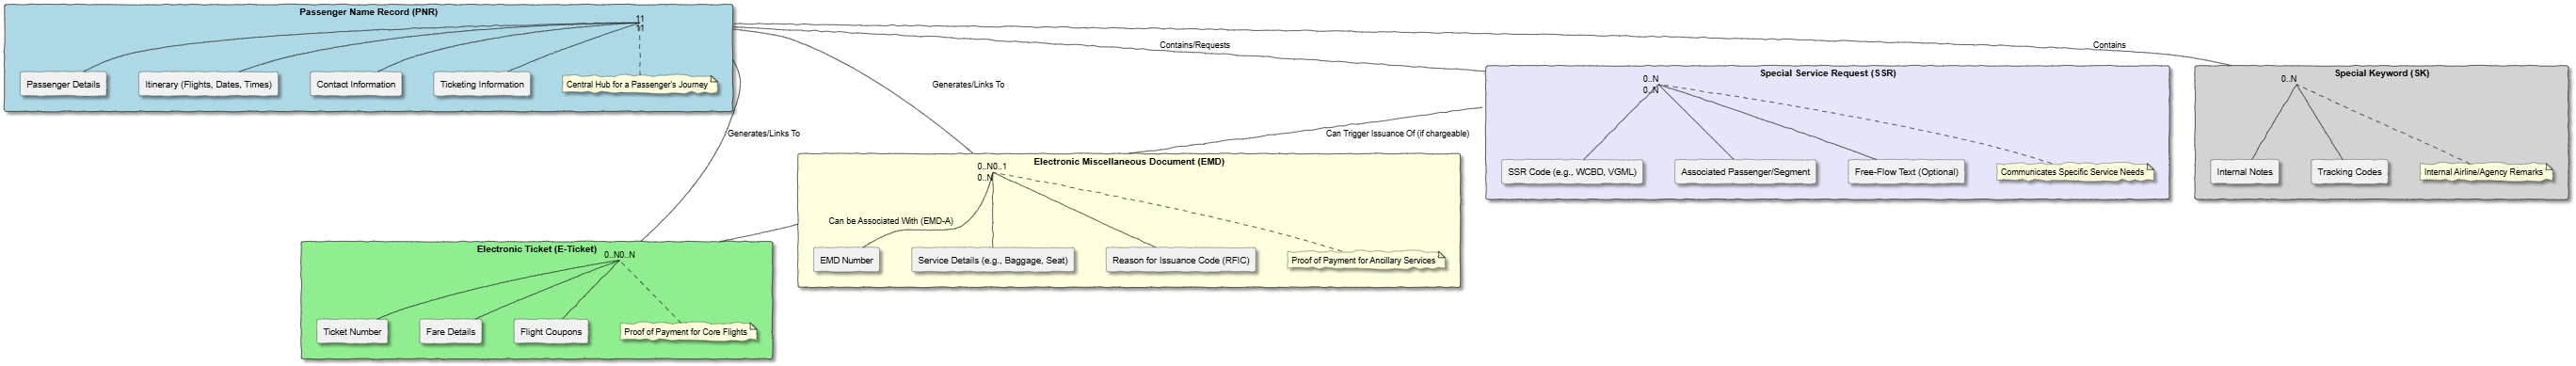 Passenger Name Record (PNR)
11
11
Passenger Details
Itinerary (Flights, Dates, Times)
Contact Information
Ticketing Information
Central Hub for a Passenger's Journey
Contains/Requests
Contains
Generates/Links To
Generates/Links To
Can Trigger Issuance Of (if chargeable)
Special Service Request (SSR)
0..N
0..N
SSR Code (e.g., WCBD, VGML)
Associated Passenger/Segment
Free-Flow Text (Optional)
Communicates Specific Service Needs
Special Keyword (SK)
0..N
Internal Notes
Tracking Codes
Internal Airline/Agency Remarks
Electronic Miscellaneous Document (EMD)
0..N0..1
0..N
Can be Associated With (EMD-A)
EMD Number
Service Details (e.g., Baggage, Seat)
Reason for Issuance Code (RFIC)
Proof of Payment for Ancillary Services
Electronic Ticket (E-Ticket)
0..N0..N
Ticket Number
Fare Details
Flight Coupons
Proof of Payment for Core Flights